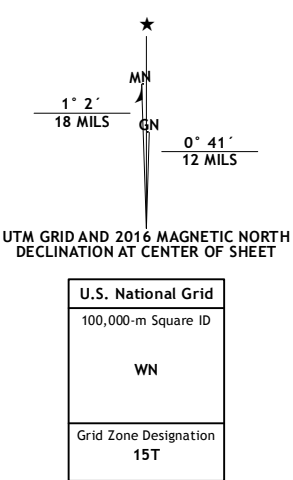 ★
MN
1° 2´
18 MILS
GN
0° 41´
12 MILS
UTM GRID AND 2016 MAGNETIC NORTH
DECLINATION AT CENTER OF SHEET
U.S. National Grid
100,000-m Square ID
WN
Grid Zone Designation
15T